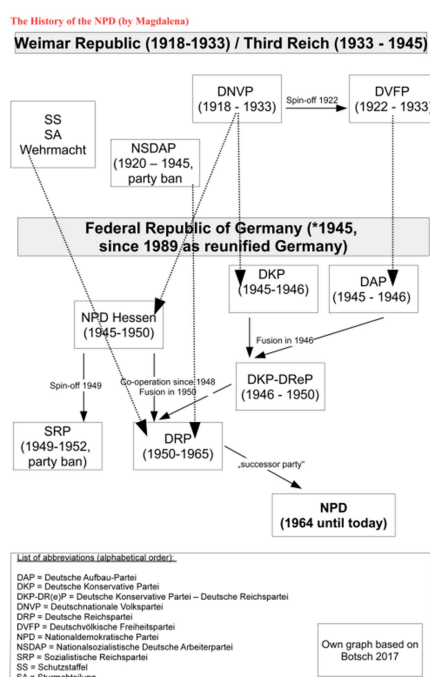 The History of the NPD (by Magdalena)
Weimar Republic (1918-1933) / Third Reich (1933 - 1945)
DNVP
(1918 - 1933)
Spin-off 1922
DVFP
(1922 - 1933)
SS
SA
Wehrmacht
NSDAP
(1920 – 1945,
party ban
Federal Republic of Germany (*1945,
since 1989 as reunified Germany)
DKP
(1945-1946)
DAP
(1945 - 1946)
NPD Hessen
(1945-1950)
Fusion in 1946
Spin-off 1949
Co-operation since 1948
Fusion in 1950
DKP-DReP
(1946 - 1950)
SRP
(1949-1952,
party ban)
DRP
(1950-1965)
„successor party“
NPD
(1964 until today)
List of abbreviations (alphabetical order):
DAP = Deutsche Aufbau-Partei
DKP = Deutsche Konservative Partei
DKP-DR(e)P = Deutsche Konservative Partei – Deutsche Reichspartei
DNVP = Deutschnationale Volkspartei
DRP = Deutsche Reichspartei
DVFP = Deutschvölkische Freiheitspartei
NPD = Nationaldemokratische Partei
NSDAP = Nationalsozialistische Deutsche Arbeiterpartei
SRP = Sozialistische Reichspartei
SS = Schutzstaffel
SA = Sturmabteilung
Own graph based on
Botsch 2017